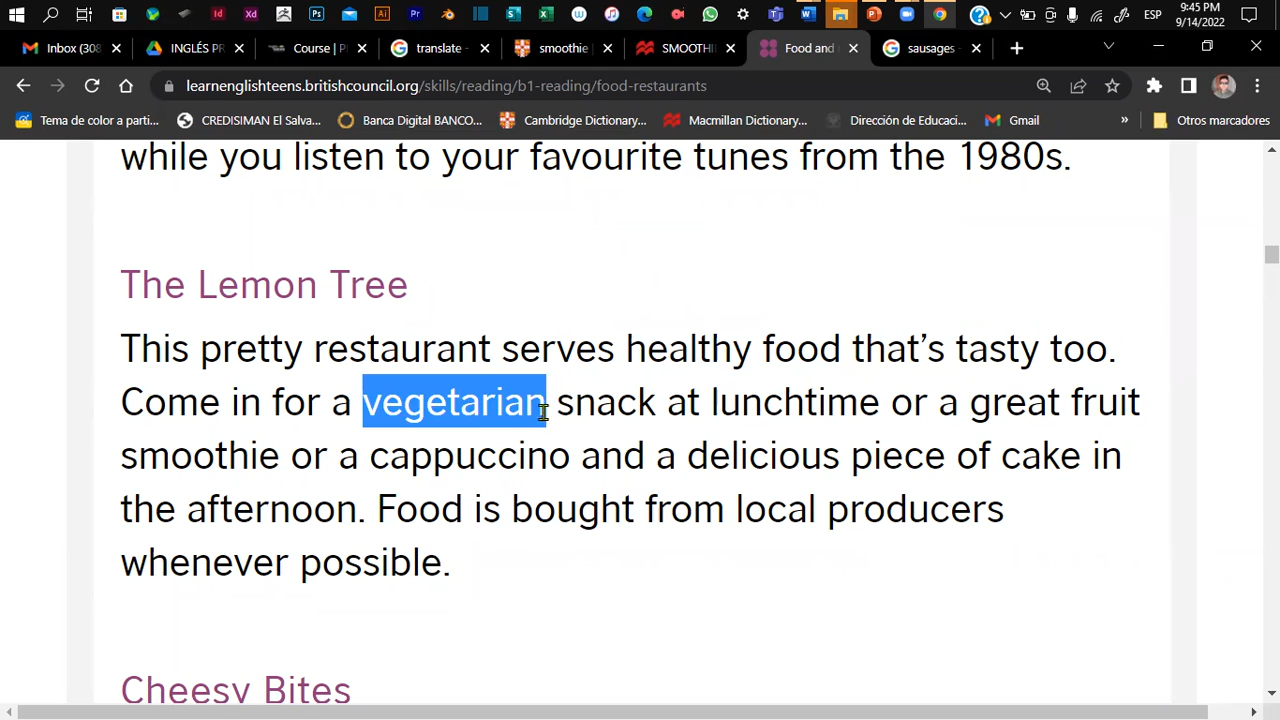 9:45 PM
ESP
9/14/2022
Inbox (308
INGLÉS PR
Course | P
translate -
smoothie
SMOOTHI
Food and
sausages -
learnenglishteens.britishcouncil.org/skills/reading/b1-reading/food-restaurants
Tema de color a parti...
CREDISIMAN El Salva...
Banca Digital BANCO...
Cambridge Dictionary...
Macmillan Dictionary...
Dirección de Educaci...
Gmail
»
Otros marcadores
while you listen to your favourite tunes from the 1980s.
The Lemon Tree
This pretty restaurant serves healthy food that's tasty too.
Come in for a vegetarian snack at lunchtime or a great fruit
smoothie or a cappuccino and a delicious piece of cake in
the afternoon. Food is bought from local producers
whenever possible.
Cheesy Bites